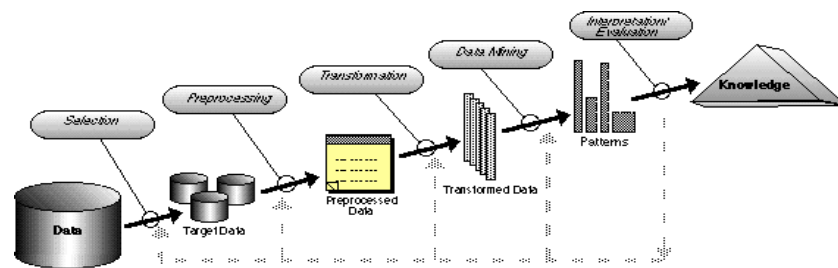 Interpretation/
Evaluation
Data Mining
Transformation
Preprocessing
Selection
Data
Target Data
Preprocessed
Data
Transformed Data
Patterns
Knowledge